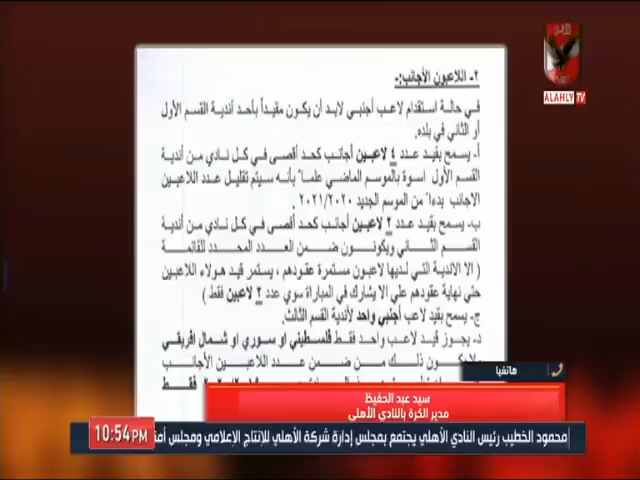 ALAHLY TV
٢- اللاعبون الأجانب:-
في حالة استقدام لاعب أجنبي لابد أن يكون مقيداً بأحد أندية القسم الأول
أو الثاني في بلده.
أ- يسمح بقيد عدد ٤ لاعبين أجانب كحد أقصى في كل نادي من أندية
القسم الأول اسوة بالموسم الماضي علماً بأنه سيتم تقليل عدد اللاعبين
الاجانب بدءاً من الموسم الجديد ٢٠٢١/٢٠٢٠ .
ب- يسمح بقيد عدد ٢ لاعبين أجانب كحد أقصى في كل نادي من أندية
القسم الثاني ويكونون ضمن العدد المحدد للقائمة
( الا الاندية التي لديها لاعبون مستمرة عقودهم ، يستمر قيد هولاء اللاعبين
حتي نهاية عقودهم علي الا يشارك في المباراة سوي عدد ٢ لاعبين فقط )
ج- يسمح بقيد لاعب أجنبي واحد لأندية القسم الثالث.
د- يجوز قيد لاعب واحد فقط فلسطيني او سوري او شمال افريقي
يكون ذلك من ضمن عدد اللاعبين الأجانب
فقط
هاتفيا
سيد عبد الحفيظ
مدير الكرة بالنادي الأهلى
10:54 PM
محمود الخطيب رئيس النادي الأهلي يجتمع بمجلس إدارة شركة الأهلي للإنتاج الإعلامي ومجلس